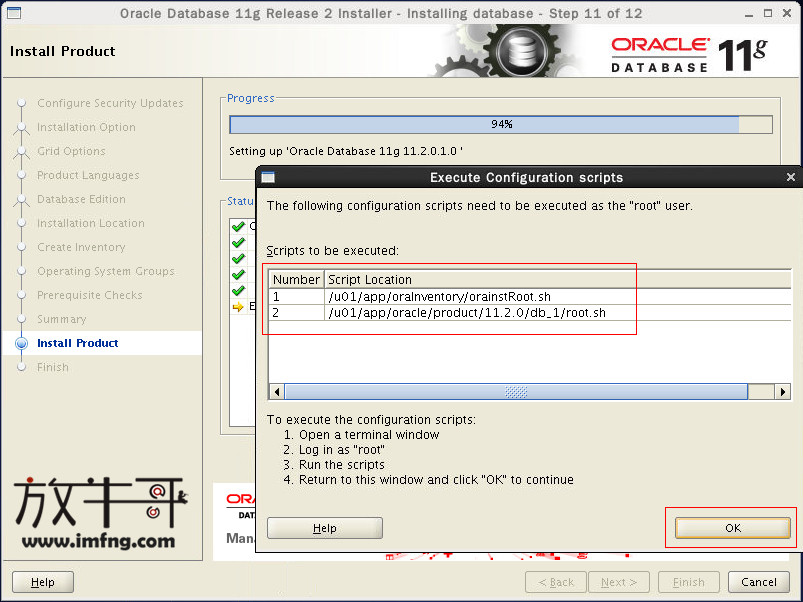 Oracle Database 11g Release 2 Installer - Installing database - Step 11 of 12
Install Product
ORACLE
DATABASE 11g
Configure Security Updates
Installation Option
Grid Options
Product Languages
Database Edition
Installation Location
Create Inventory
Operating System Groups
Prerequisite Checks
Summary
Install Product
Finish
Progress
94%
Setting up 'Oracle Database 11g 11.2.0.1.0 '
Statu
Execute Configuration scripts
The following configuration scripts need to be executed as the "root" user.
Scripts to be executed:
Number Script Location
1 /u01/app/oraInventory/orainstRoot.sh
2 /u01/app/oracle/product/11.2.0/db_1/root.sh
To execute the configuration scripts:
1. Open a terminal window
2. Log in as "root"
3. Run the scripts
4. Return to this window and click "OK" to continue
Help
OK
放牛哥
www.imfng.com
OR
DAT
Man
Help
< Back
Next >
Finish
Cancel